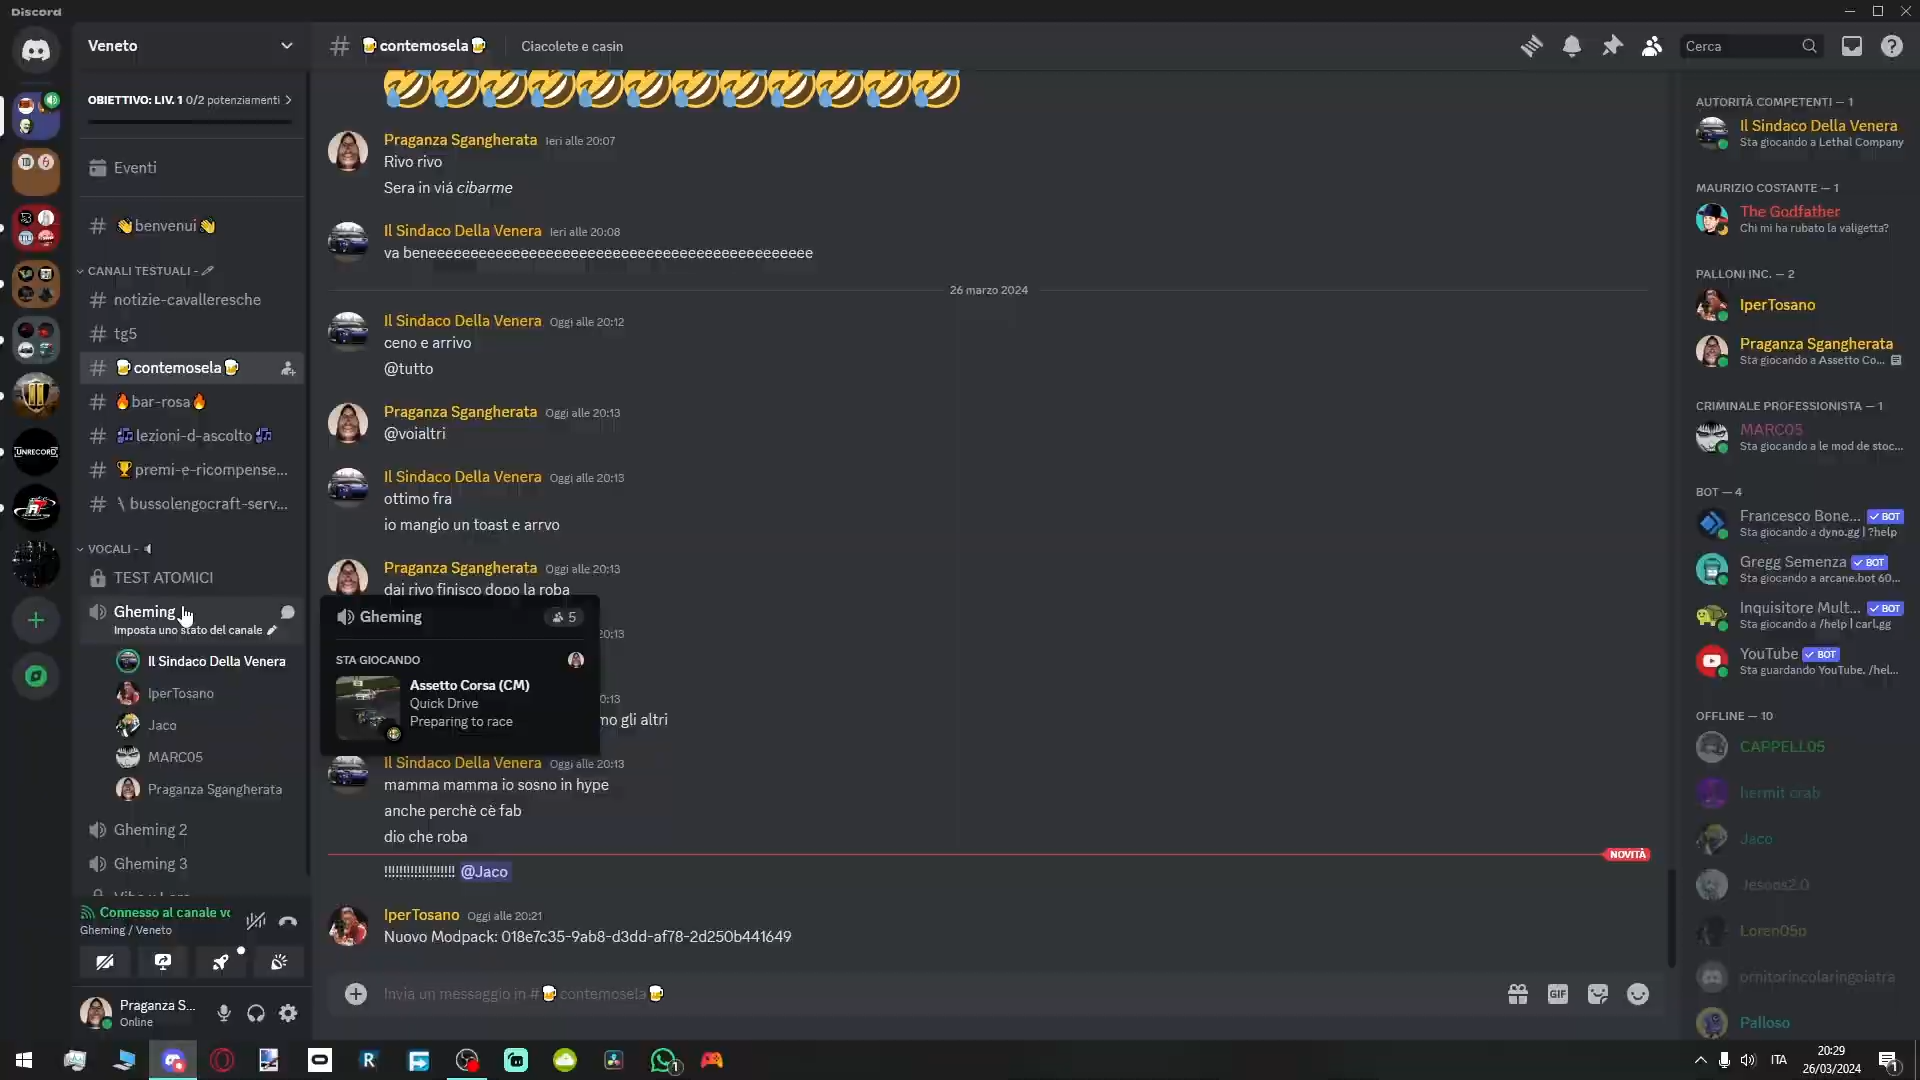 Discord
Veneto
OBIETTIVO: LIV. 1 0/2 potenziamenti
Eventi
👋benvenui👋
CANALI TESTUALI - 🖊
notizie-cavalleresche
tg5
🍺contemosela🍺
🔥bar-rosa🔥
🎶lezioni-d-ascolto🎶
🏆premi-e-ricompense...
\ bussolengocraft-serv...
VOCALI - 🔈
TEST ATOMICI
Gheming
Imposta uno stato del canale
Il Sindaco Della Venera
IperTosano
Jaco
MARC05
Praganza Sgangherata
Gheming 2
Gheming 3
Connesso al canale vo
Gheming / Veneto
Praganza S...
Online
# 🍺contemosela🍺
Ciacolete e casin
Cerca
🤣🤣🤣🤣🤣🤣🤣🤣🤣🤣🤣🤣
Praganza Sgangherata Ieri alle 20:07
Rivo rivo
Sera in viá cibarme
Il Sindaco Della Venera Ieri alle 20:08
va beneeeeeeeeeeeeeeeeeeeeeeeeeeeeeeeeeeeeeeeeeeeeee
26 marzo 2024
Il Sindaco Della Venera Oggi alle 20:12
ceno e arrivo
@tutto
Praganza Sgangherata Oggi alle 20:13
@voialtri
Il Sindaco Della Venera Oggi alle 20:13
ottimo fra
io mangio un toast e arrvo
Praganza Sgangherata Oggi alle 20:13
dai rivo finisco dopo la roba
Gheming 5
20:13
STA GIOCANDO
Assetto Corsa (CM)
Quick Drive
Preparing to race
20:13
mo gli altri
Il Sindaco Della Venera Oggi alle 20:13
mamma mamma io sosno in hype
anche perchè cè fab
dio che roba
NOVITÀ
!!!!!!!!!!!!!!!!!! @Jaco
IperTosano Oggi alle 20:21
Nuovo Modpack: 018e7c35-9ab8-d3dd-af78-2d250b441649
Invia un messaggio in #🍺contemosela🍺
GIF
AUTORITÀ COMPETENTI — 1
Il Sindaco Della Venera
Sta giocando a Lethal Company
MAURIZIO COSTANTE — 1
The Godfather
Chi mi ha rubato la valigetta?
PALLONI INC. — 2
IperTosano
Praganza Sgangherata
Sta giocando a Assetto Co...
CRIMINALE PROFESSIONISTA — 1
MARC05
Sta giocando a le mod de stoc...
BOT — 4
Francesco Bone... BOT
Sta giocando a dyno.gg | ?help
Gregg Semenza BOT
Sta giocando a arcane.bot 60...
Inquisitore Mult... BOT
Sta giocando a /help | carl.gg
YouTube BOT
Sta guardando YouTube. /hel...
OFFLINE — 10
CAPPELL05
hermit crab
Jaco
Jesoos2.0
Loren05p
ornitorincolaringoiatra
Palloso
UNRECORD
ITA
20:29
26/03/2024